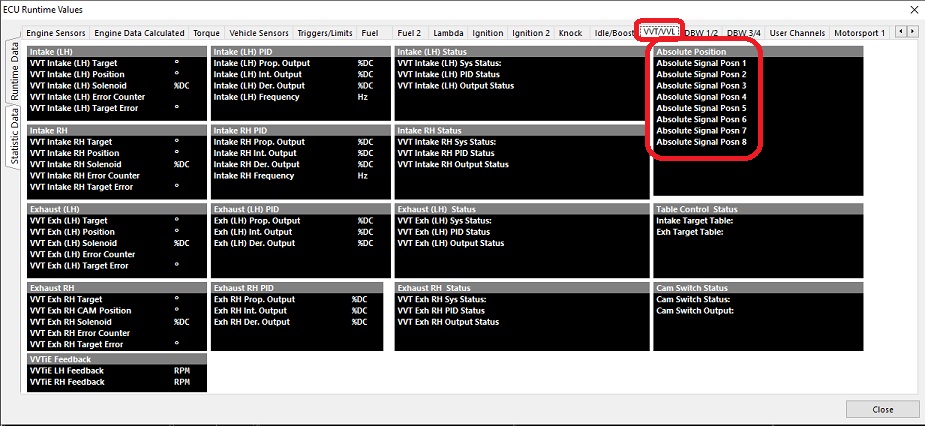 ECU Runtime Values
Engine Sensors Engine Data Calculated Torque Vehicle Sensors Triggers/Limits Fuel Fuel 2 Lambda Ignition Ignition 2 Knock Idle/Boost VVT/VVL DBW 1/2 DBW 3/4 User Channels Motorsport 1
Runtime Data
Statistic Data
Intake (LH)
VVT Intake (LH) Target °
VVT Intake (LH) Position °
VVT Intake (LH) Solenoid %DC
VVT Intake (LH) Error Counter
VVT Intake (LH) Target Error °
Intake (LH) PID
Intake (LH) Prop. Output %DC
Intake (LH) Int. Output %DC
Intake (LH) Der. Output %DC
Intake (LH) Frequency Hz
Intake (LH) Status
VVT Intake (LH) Sys Status:
VVT Intake (LH) PID Status
VVT Intake (LH) Output Status
Absolute Position
Absolute Signal Posn 1
Absolute Signal Posn 2
Absolute Signal Posn 3
Absolute Signal Posn 4
Absolute Signal Posn 5
Absolute Signal Posn 6
Absolute Signal Posn 7
Absolute Signal Posn 8
Intake RH
VVT Intake RH Target °
VVT Intake RH Position °
VVT Intake RH Solenoid %DC
VVT Intake RH Error Counter
VVT Intake RH Target Error °
Intake RH PID
Intake RH Prop. Output %DC
Intake RH Int. Output %DC
Intake RH Der. Output %DC
Intake RH Frequency Hz
Intake RH Status
VVT Intake RH Sys Status:
VVT Intake RH PID Status
VVT Intake RH Output Status
Exhaust (LH)
VVT Exh (LH) Target °
VVT Exh (LH) Position °
VVT Exh (LH) Solenoid %DC
VVT Exh (LH) Error Counter
VVT Exh (LH) Target Error °
Exhaust (LH) PID
Exh (LH) Prop. Output %DC
Exh (LH) Int. Output %DC
Exh (LH) Der. Output %DC
Exhaust (LH) Status
VVT Exh (LH) Sys Status:
VVT Exh (LH) PID Status
VVT Exh (LH) Output Status
Table Control Status
Intake Target Table:
Exh Target Table:
Exhaust RH
VVT Exh RH Target °
VVT Exh RH CAM Position °
VVT Exh RH Solenoid %DC
VVT Exh RH Error Counter
VVT Exh RH Target Error °
Exhaust RH PID
Exh RH Prop. Output %DC
Exh RH Int. Output %DC
Exh RH Der. Output %DC
Exhaust RH Status
VVT Exh RH Sys Status:
VVT Exh RH PID Status
VVT Exh RH Output Status
Cam Switch Status
Cam Switch Status:
Cam Switch Output:
VVTiE Feedback
VVTiE LH Feedback RPM
VVTiE RH Feedback RPM
Close